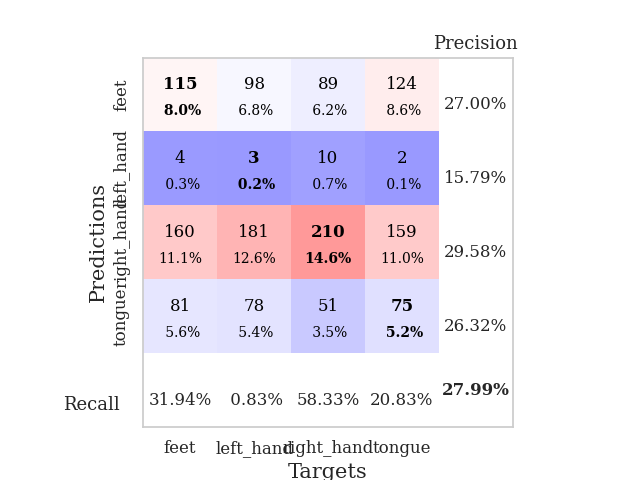 Precision
feet 115 98 89 124 27.00%
8.0% 6.8% 6.2% 8.6%
left_hand 4 3 10 2 15.79%
0.3% 0.2% 0.7% 0.1%
right_hand 160 181 210 159 29.58%
11.1% 12.6% 14.6% 11.0%
tongue 81 78 51 75 26.32%
5.6% 5.4% 3.5% 5.2%
Predictions
Recall 31.94% 0.83% 58.33% 20.83% 27.99%
feet left_hand right_hand tongue
Targets